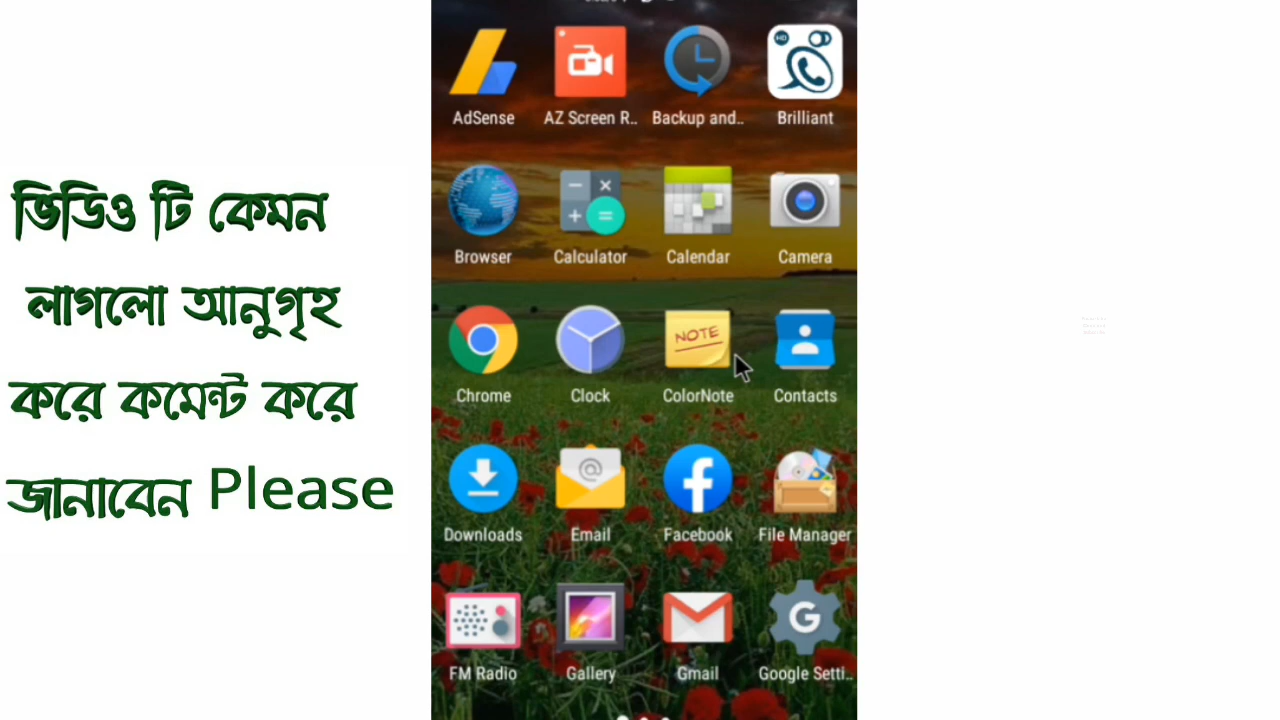 ভিডিও টি কেমন
লাগলো আনুগৃহ
করে কমেন্ট করে
জানাবেন Please
AdSense AZ Screen R.. Backup and.. Brilliant
HD
Browser Calculator Calendar Camera
NOTE
Chrome Clock ColorNote Contacts
Downloads Email Facebook File Manager
FM Radio Gallery Gmail Google Setti..